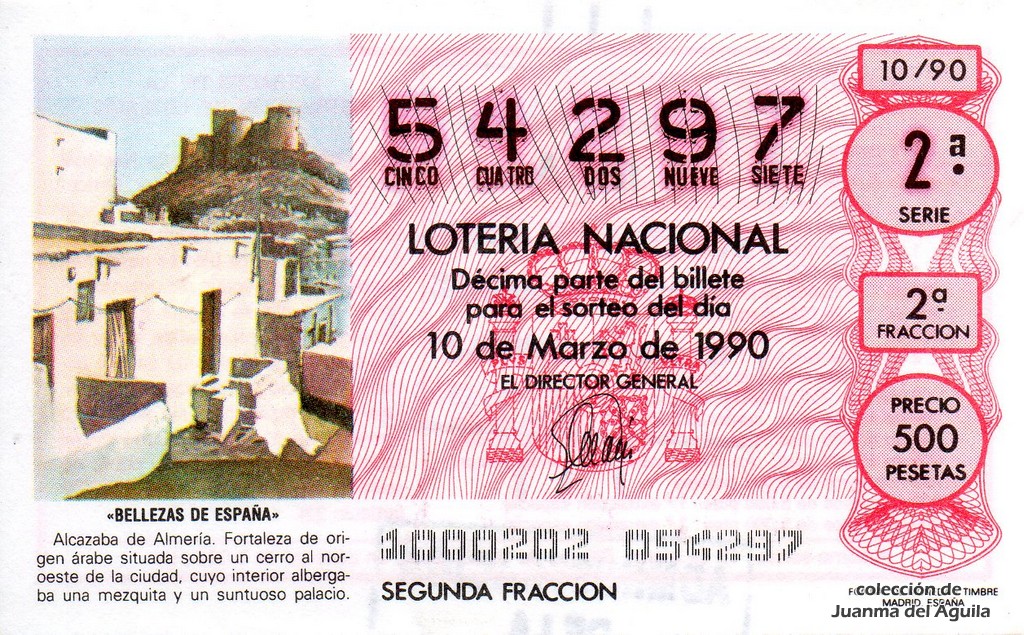 54297
CINCO CUATRO DOS NUEVE SIETE
LOTERIA NACIONAL
Décima parte del billete
para el sorteo del día
10 de Marzo de 1990
EL DIRECTOR GENERAL
10/90
2.ª
SERIE
2ª
FRACCION
PRECIO
500
PESETAS
«BELLEZAS DE ESPAÑA»
Alcazaba de Almería. Fortaleza de ori-
gen árabe situada sobre un cerro al nor-
oeste de la ciudad, cuyo interior alberga-
ba una mezquita y un suntuoso palacio.
1000202 054297
SEGUNDA FRACCION
TIMBRE
MADRID ESPAÑA
colección de
Juanma del Aguila